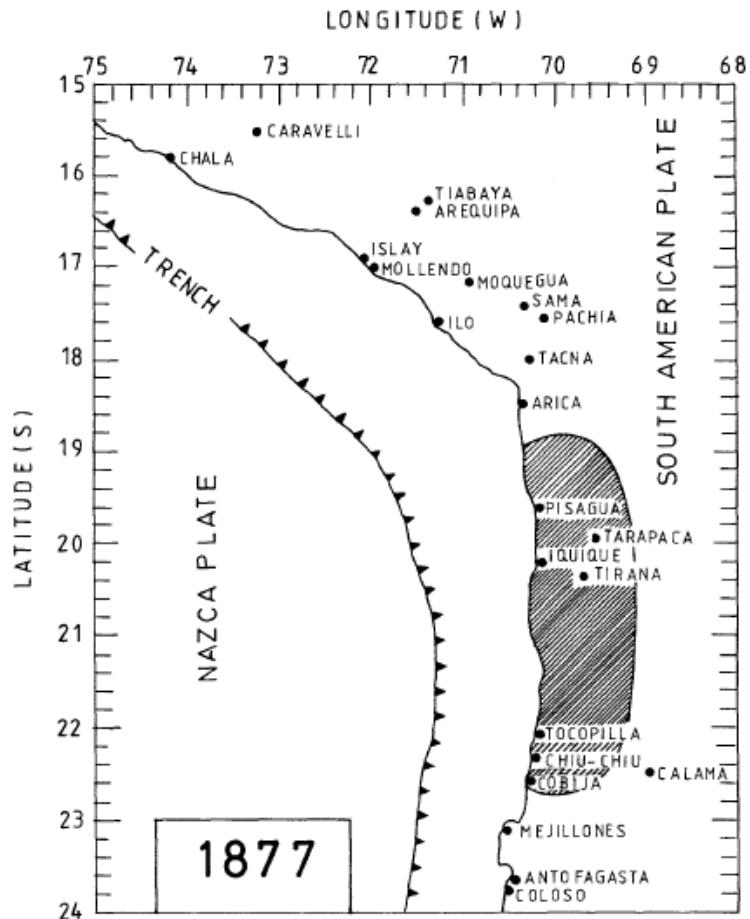 LONGITUDE (W)
75 74 73 72 71 70 69 68
15
CARAVELLI
CHALA
16
TIABAYA
AREQUIPA
ISLAY
MOLLENDO
17
MOQUEGUA
SAMA
PACHIA
TRENCH
ILO
18
TACNA
ARICA
SOUTH AMERICAN PLATE
19
LATITUDE (S)
PISAGUA
TARAPACA
20
IQUIQUE
TIRANA
NAZCA PLATE
21
22
TOCOPILLA
CHIU-CHIU
CALAMA
COBIJA
23
MEJILLONES
1877
ANTOFAGASTA
COLOSO
24